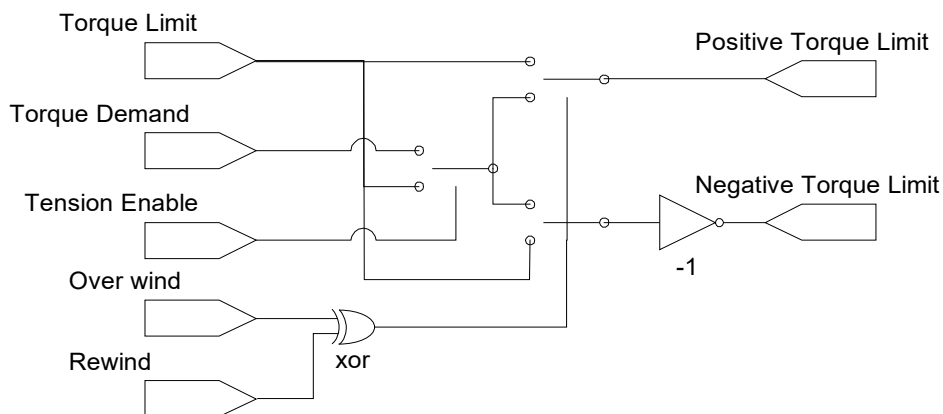 Torque Limit
Positive Torque Limit
Torque Demand
Tension Enable
Negative Torque Limit
Over wind
-1
Rewind
xor